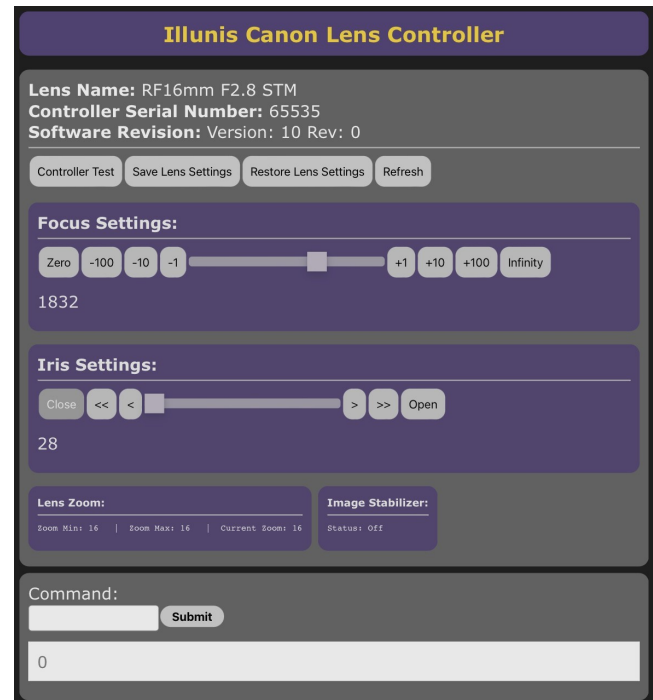 Illunis Canon Lens Controller
Lens Name: RF16mm F2.8 STM
Controller Serial Number: 65535
Software Revision: Version: 10 Rev: 0
Controller Test Save Lens Settings Restore Lens Settings Refresh
Focus Settings:
Zero -100 -10 -1 +1 +10 +100 Infinity
1832
Iris Settings:
Close << < > >> Open
28
Lens Zoom:
Zoom Min: 16 | Zoom Max: 16 | Current Zoom: 16
Image Stabilizer:
Status: Off
Command:
Submit
0